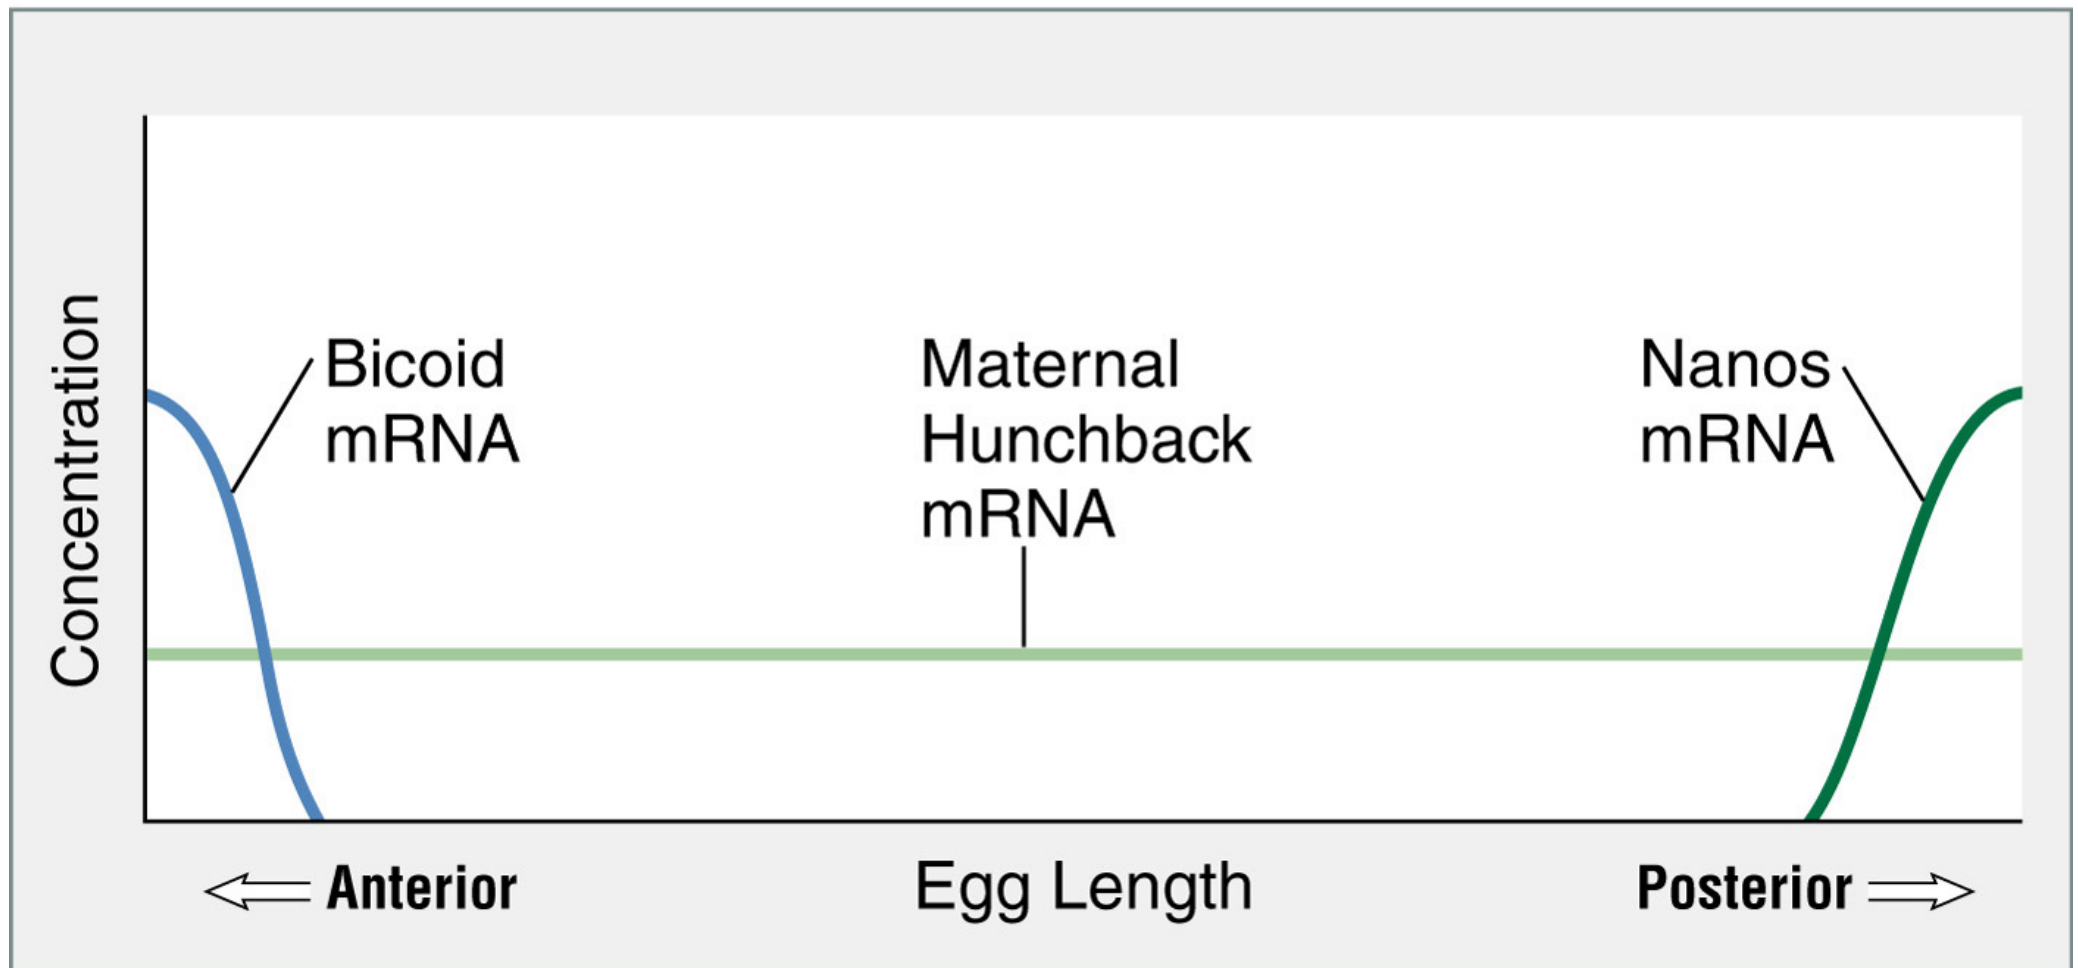 Concentration
Bicoid
mRNA
Maternal
Hunchback
mRNA
Nanos
mRNA
Anterior
Egg Length
Posterior